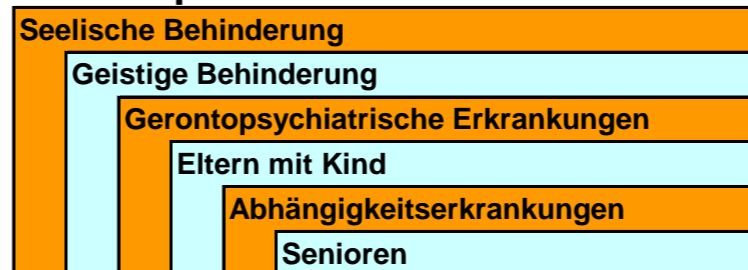 Seelische Behinderung
Geistige Behinderung
Gerontopsychiatrische Erkrankungen
Eltern mit Kind
Abhängigkeitserkrankungen
Senioren